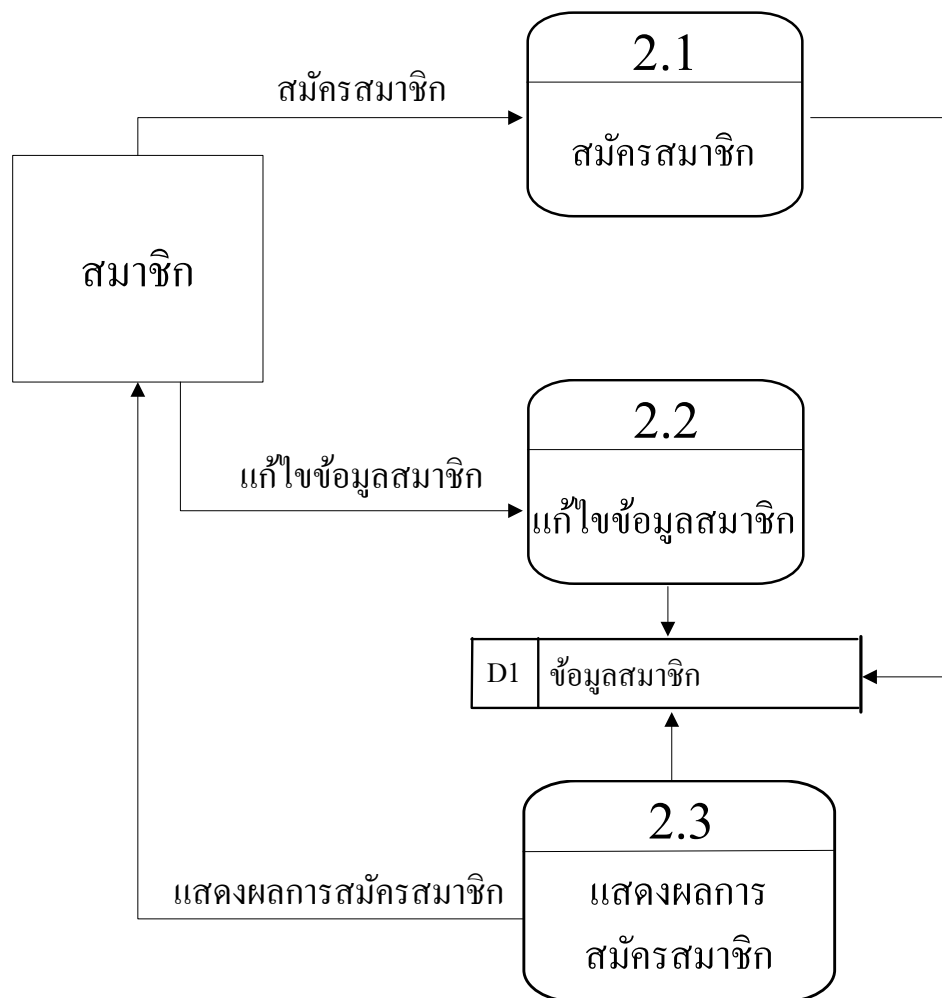 2.1
สมัครสมาชิก
สมัครสมาชิก
สมาชิก
2.2
แก้ไขข้อมูลสมาชิก
แก้ไขข้อมูลสมาชิก
D1 ข้อมูลสมาชิก
2.3
แสดงผลการสมัครสมาชิก
แสดงผลการ
สมัครสมาชิก